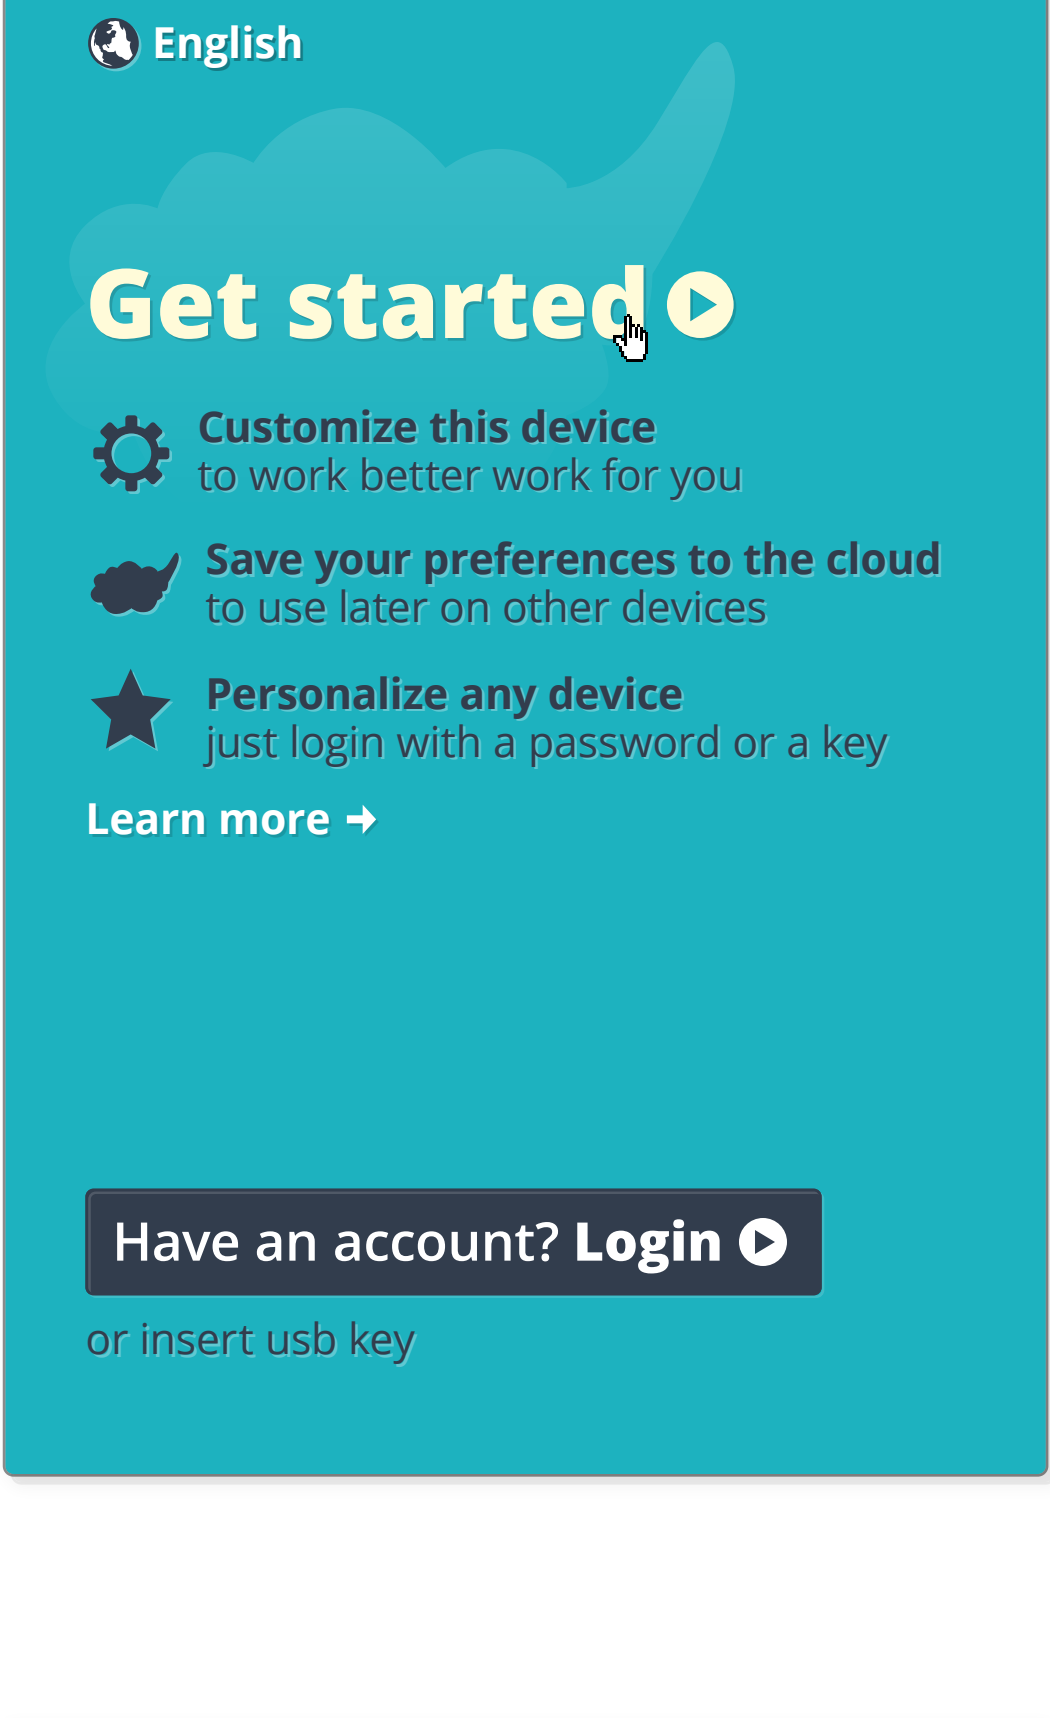 English
Get started
Customize this device
to work better work for you
Save your preferences to the cloud
to use later on other devices
Personalize any device
just login with a password or a key
Learn more
Have an account? Login
or insert usb key